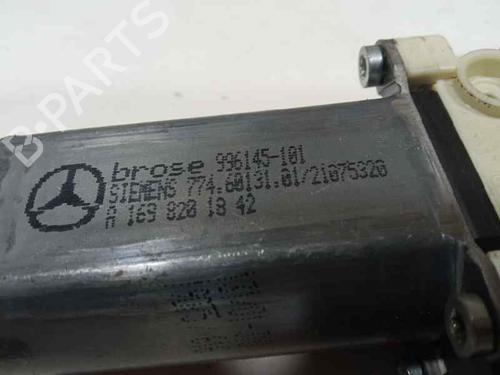 brose 996145-101
SIEMENS 774.60131.01/21075320
A 169 820 18 42
B-PARTS